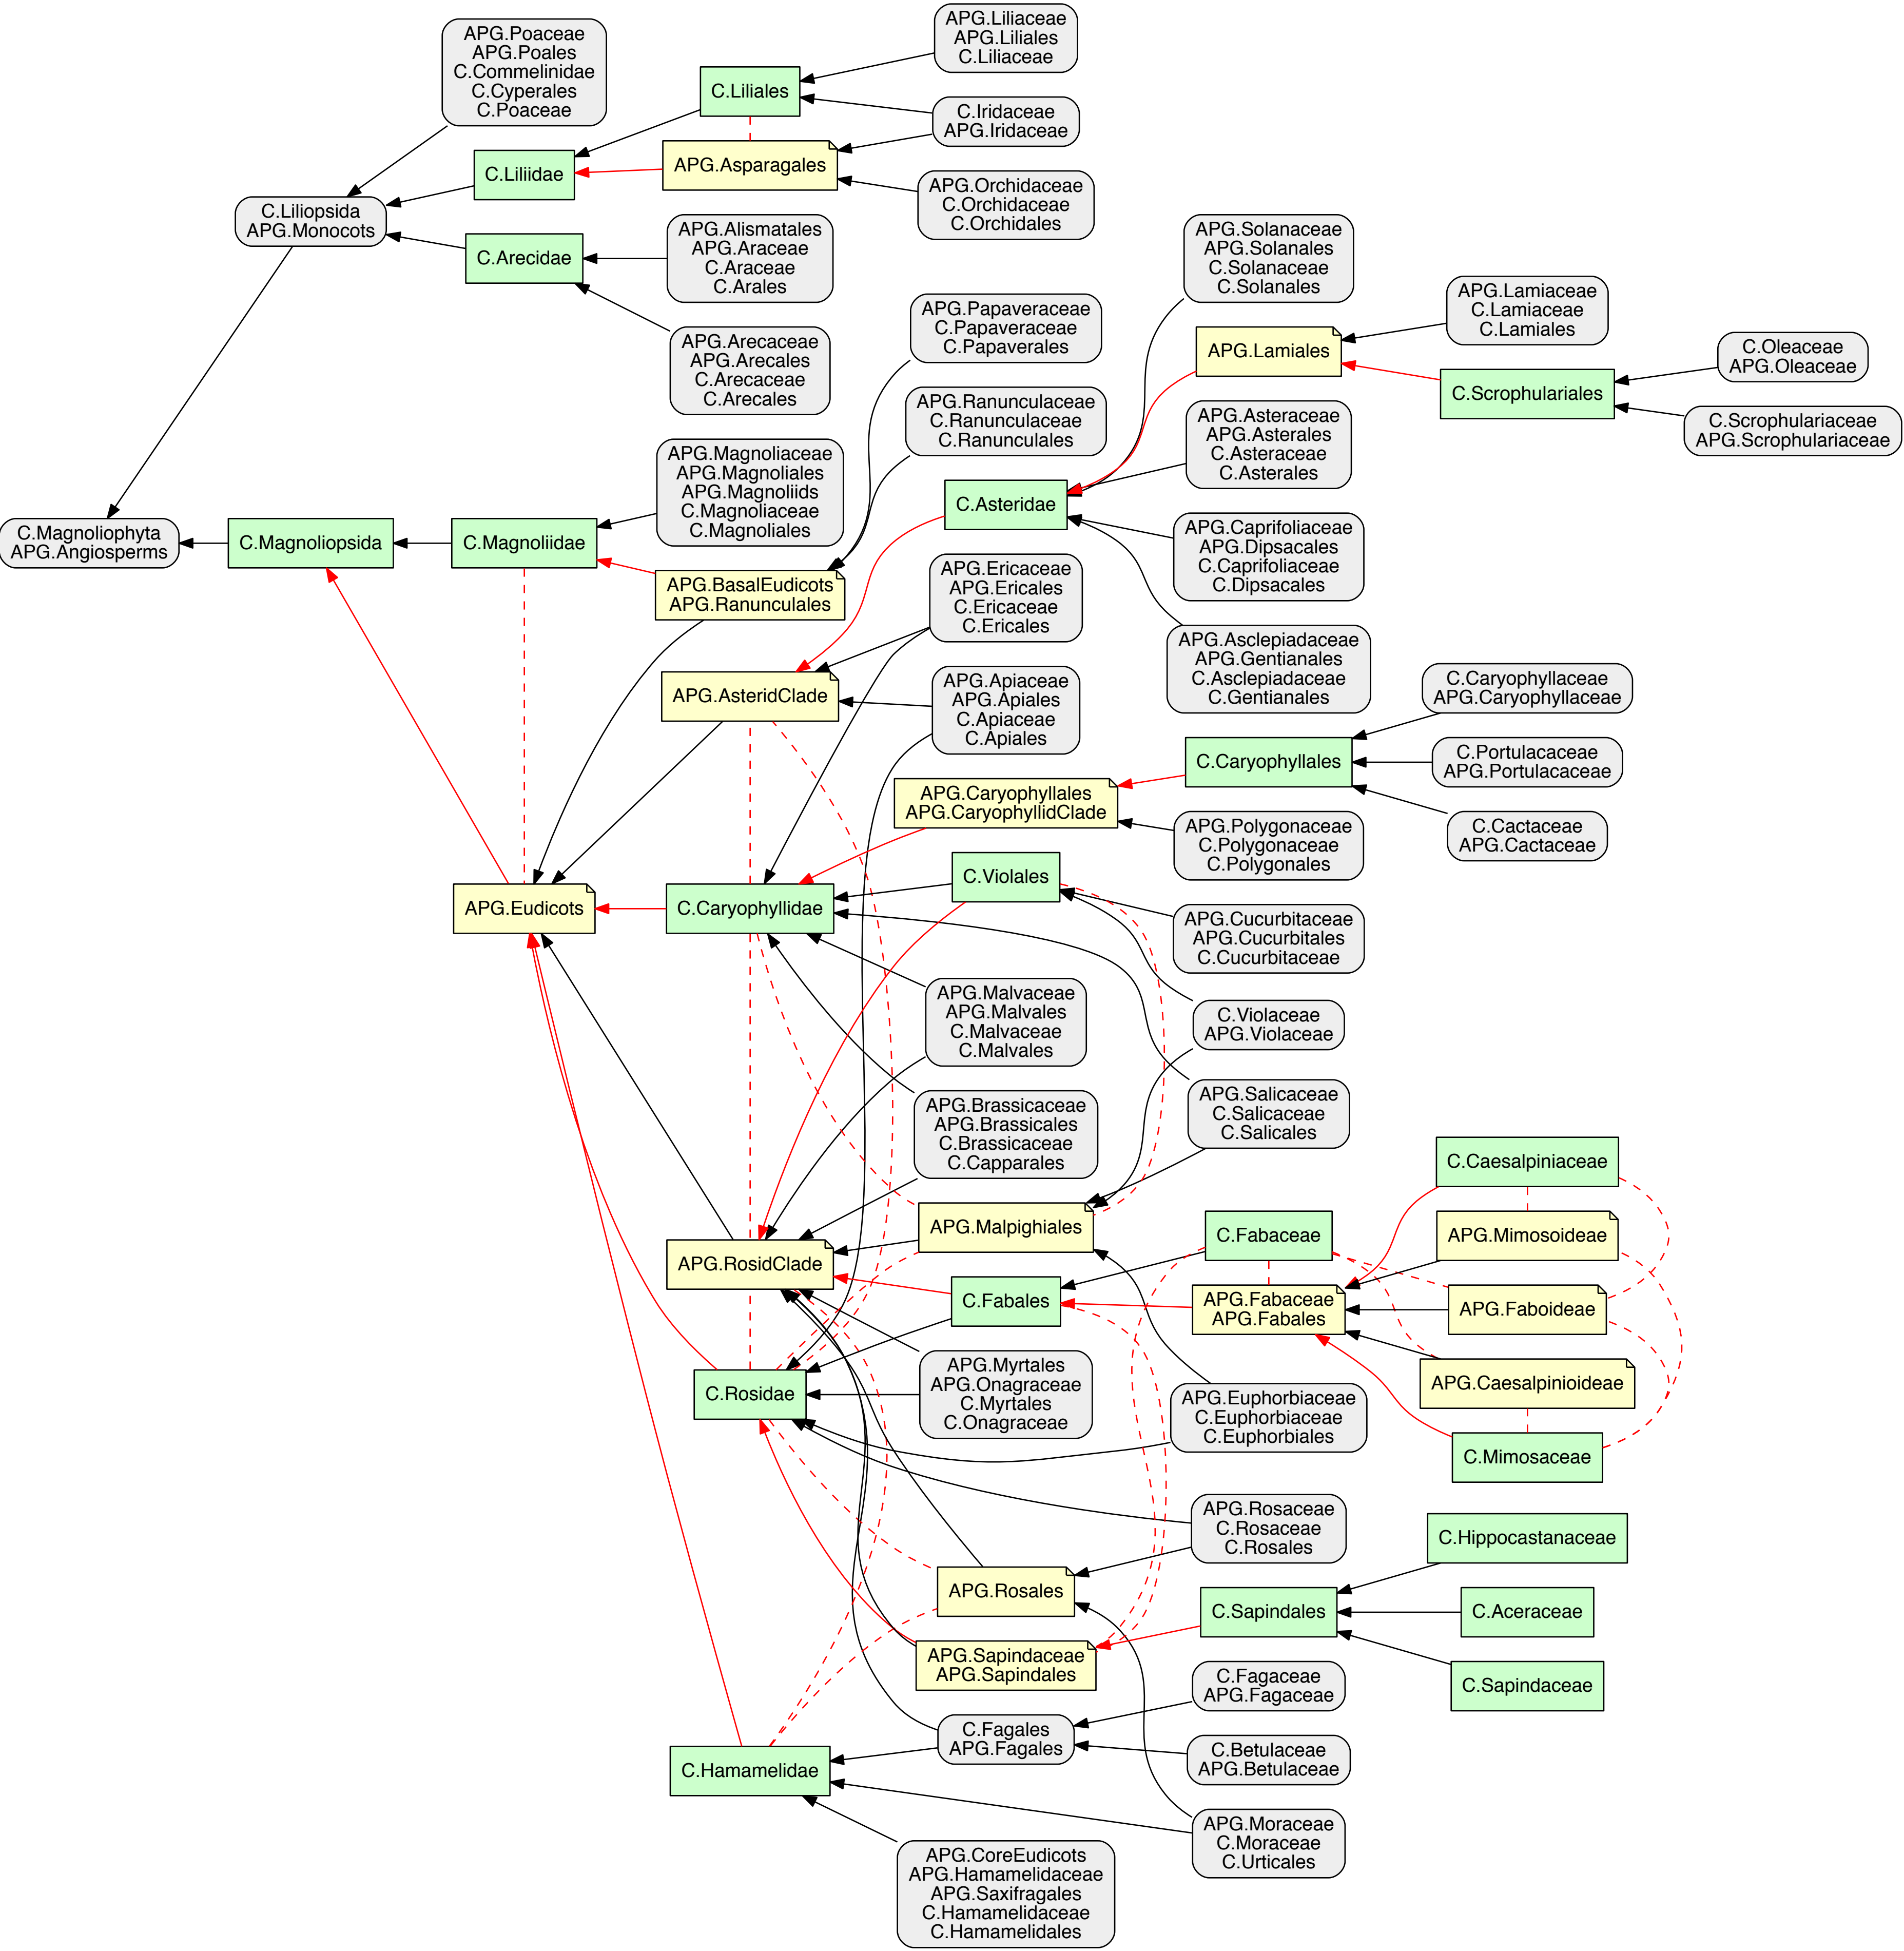 APG.Poaceae
APG.Poales
C.Commelinidae
C.Cyperales
C.Poaceae
C.Liliales
APG.Liliaceae
APG.Liliales
C.Liliaceae
C.Iridaceae
APG.Iridaceae
C.Liliidae
APG.Asparagales
APG.Orchidaceae
C.Orchidaceae
C.Orchidales
C.Liliopsida
APG.Monocots
C.Arecidae
APG.Alismatales
APG.Araceae
C.Araceae
C.Arales
APG.Arecaceae
APG.Arecales
C.Arecaceae
C.Arecales
APG.Papaveraceae
C.Papaveraceae
C.Papaverales
APG.Ranunculaceae
C.Ranunculaceae
C.Ranunculales
APG.Solanaceae
APG.Solanales
C.Solanaceae
C.Solanales
APG.Lamiales
APG.Lamiaceae
C.Lamiaceae
C.Lamiales
C.Scrophulariales
C.Oleaceae
APG.Oleaceae
C.Scrophulariaceae
APG.Scrophulariaceae
APG.Asteraceae
APG.Asterales
C.Asteraceae
C.Asterales
C.Magnoliophyta
APG.Angiosperms
C.Magnoliopsida
C.Magnoliidae
APG.Magnoliaceae
APG.Magnoliales
APG.Magnoliids
C.Magnoliaceae
C.Magnoliales
C.Asteridae
APG.Caprifoliaceae
APG.Dipsacales
C.Caprifoliaceae
C.Dipsacales
APG.BasalEudicots
APG.Ranunculales
APG.Ericaceae
APG.Ericales
C.Ericaceae
C.Ericales
APG.Asclepiadaceae
APG.Gentianales
C.Asclepiadaceae
C.Gentianales
APG.AsteridClade
APG.Apiaceae
APG.Apiales
C.Apiaceae
C.Apiales
C.Caryophyllaceae
APG.Caryophyllaceae
C.Caryophyllales
C.Portulacaceae
APG.Portulacaceae
APG.Caryophyllales
APG.CaryophyllidClade
C.Cactaceae
APG.Cactaceae
APG.Polygonaceae
C.Polygonaceae
C.Polygonales
APG.Eudicots
C.Caryophyllidae
C.Violales
APG.Cucurbitaceae
APG.Cucurbitales
C.Cucurbitaceae
APG.Malvaceae
APG.Malvales
C.Malvaceae
C.Malvales
C.Violaceae
APG.Violaceae
APG.Brassicaceae
APG.Brassicales
C.Brassicaceae
C.Capparales
APG.Salicaceae
C.Salicaceae
C.Salicales
APG.RosidClade
APG.Malpighiales
C.Fabaceae
C.Caesalpiniaceae
APG.Mimosoideae
C.Fabales
APG.Fabaceae
APG.Fabales
APG.Faboideae
C.Rosidae
APG.Myrtales
APG.Onagraceae
C.Myrtales
C.Onagraceae
APG.Euphorbiaceae
C.Euphorbiaceae
C.Euphorbiales
APG.Caesalpinioideae
C.Mimosaceae
APG.Rosaceae
C.Rosaceae
C.Rosales
C.Hippocastanaceae
APG.Rosales
C.Sapindales
C.Aceraceae
APG.Sapindaceae
APG.Sapindales
C.Sapindaceae
C.Fagaceae
APG.Fagaceae
C.Hamamelidae
C.Fagales
APG.Fagales
C.Betulaceae
APG.Betulaceae
APG.Moraceae
C.Moraceae
C.Urticales
APG.CoreEudicots
APG.Hamamelidaceae
APG.Saxifragales
C.Hamamelidaceae
C.Hamamelidales